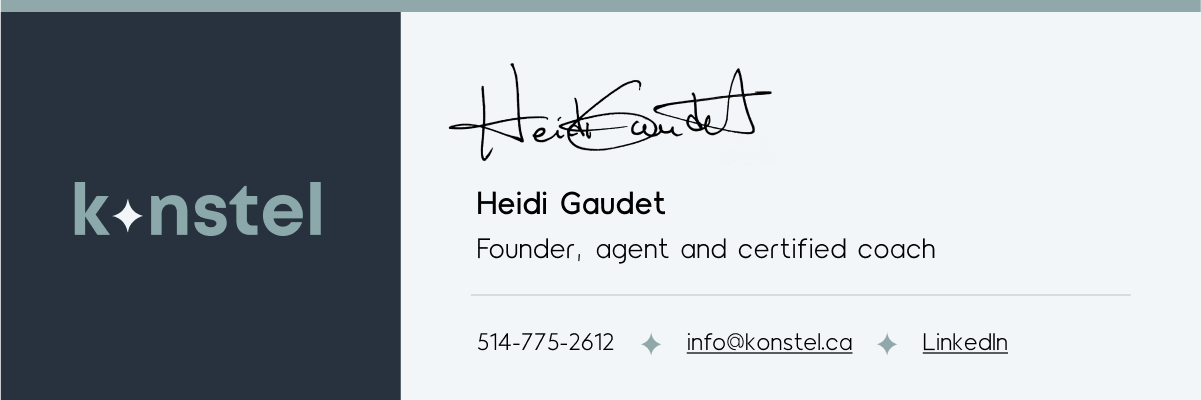 k✦nstel
Heidi Gaudet
Heidi Gaudet
Founder, agent and certified coach
514-775-2612 ✦ info@konstel.ca ✦ LinkedIn